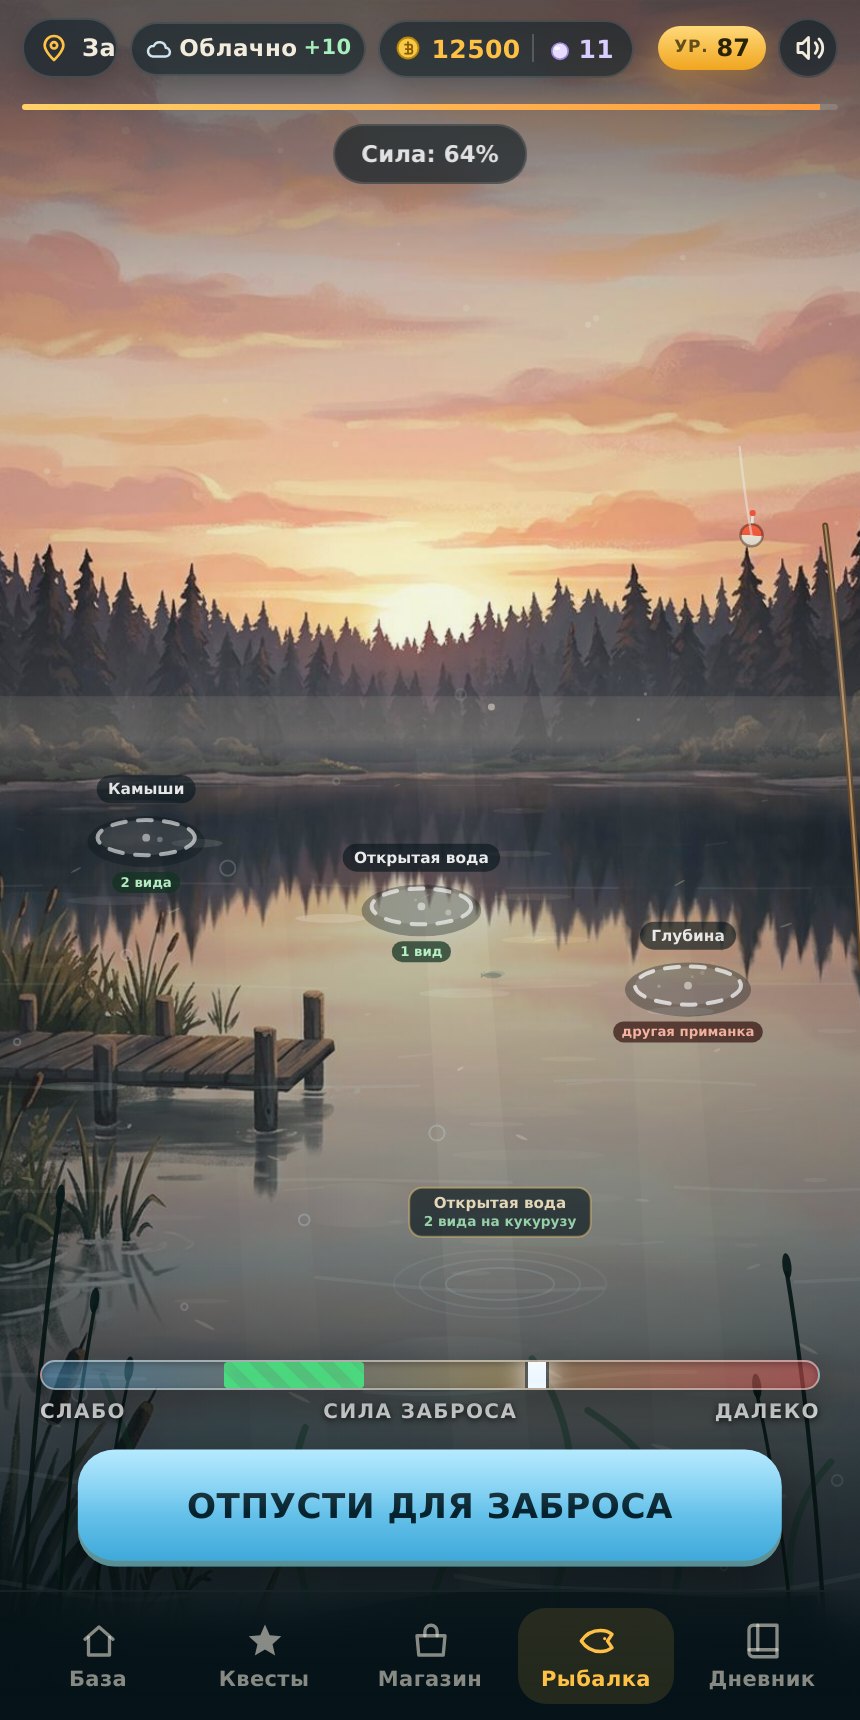 За
Облачно +10
12500
11
УР. 87
Сила: 64%
Камыши
2 вида
Открытая вода
1 вид
Глубина
другая приманка
Открытая вода
2 вида на кукурузу
СЛАБО
СИЛА ЗАБРОСА
ДАЛЕКО
ОТПУСТИ ДЛЯ ЗАБРОСА
База
Квесты
Магазин
Рыбалка
Дневник